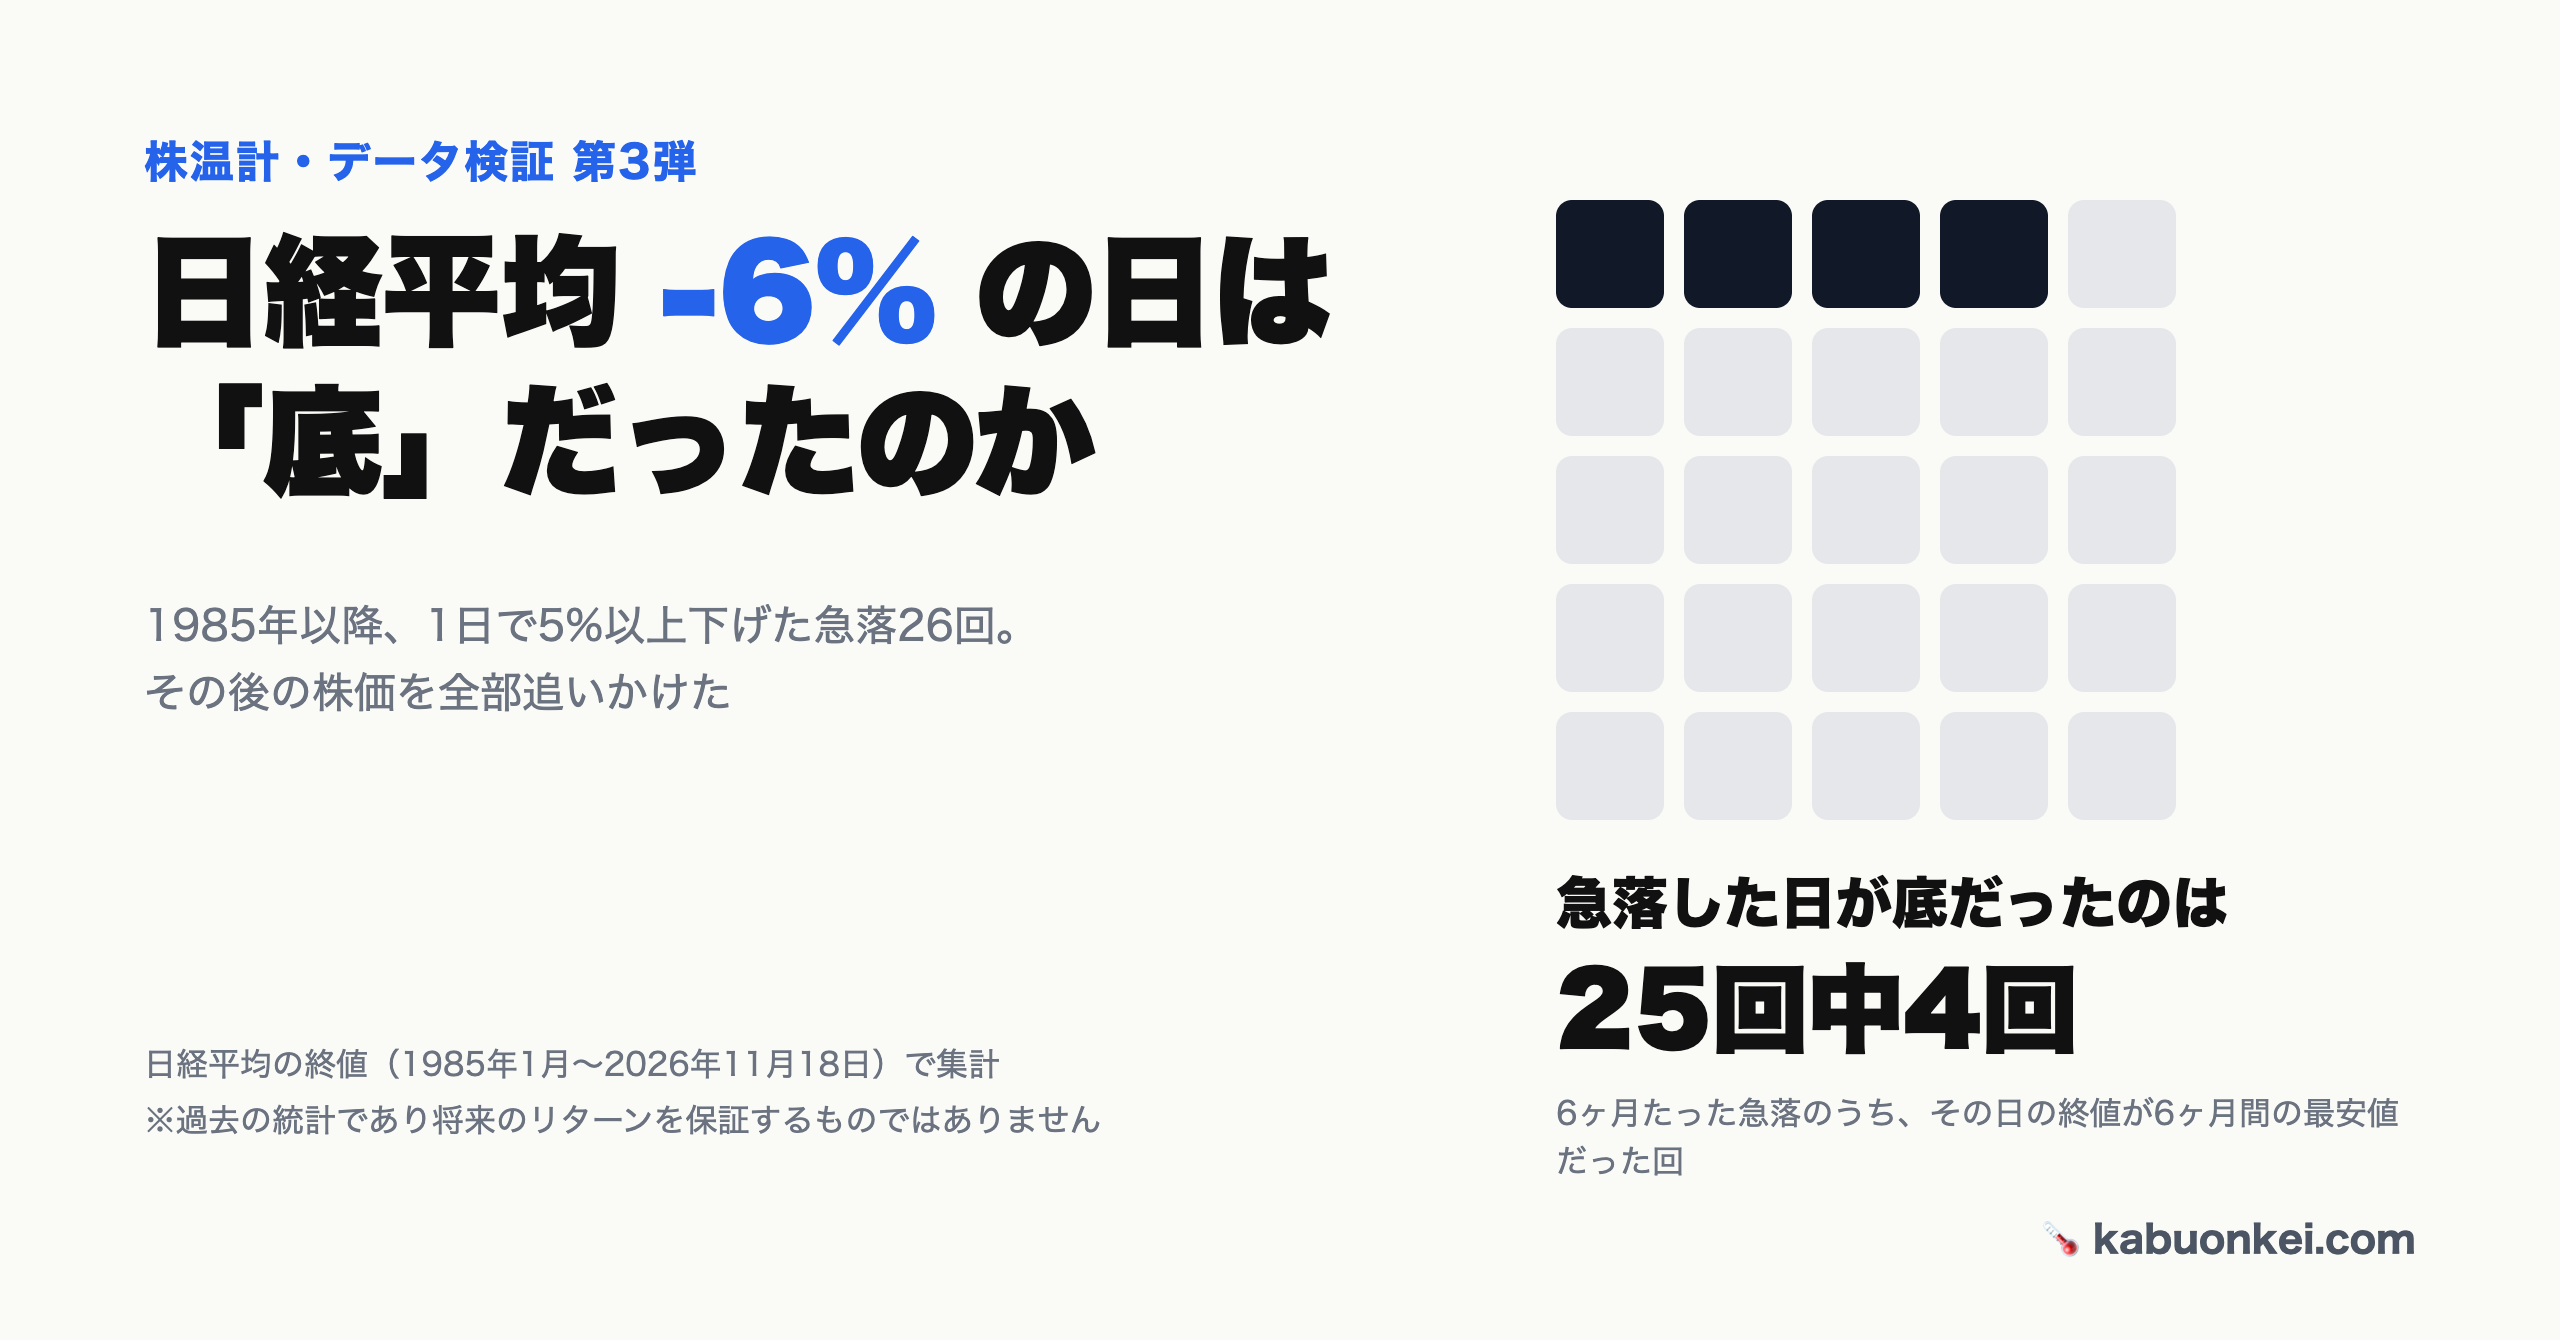 株温計・データ検証 第3弾
日経平均 -6% の日は
「底」だったのか
1985年以降、1日で5%以上下げた急落26回。
その後の株価を全部追いかけた
日経平均の終値（1985年1月〜2026年11月18日）で集計
※過去の統計であり将来のリターンを保証するものではありません
急落した日が底だったのは
25回中4回
6ヶ月たった急落のうち、その日の終値が6ヶ月間の最安値
だった回
kabuonkei.com